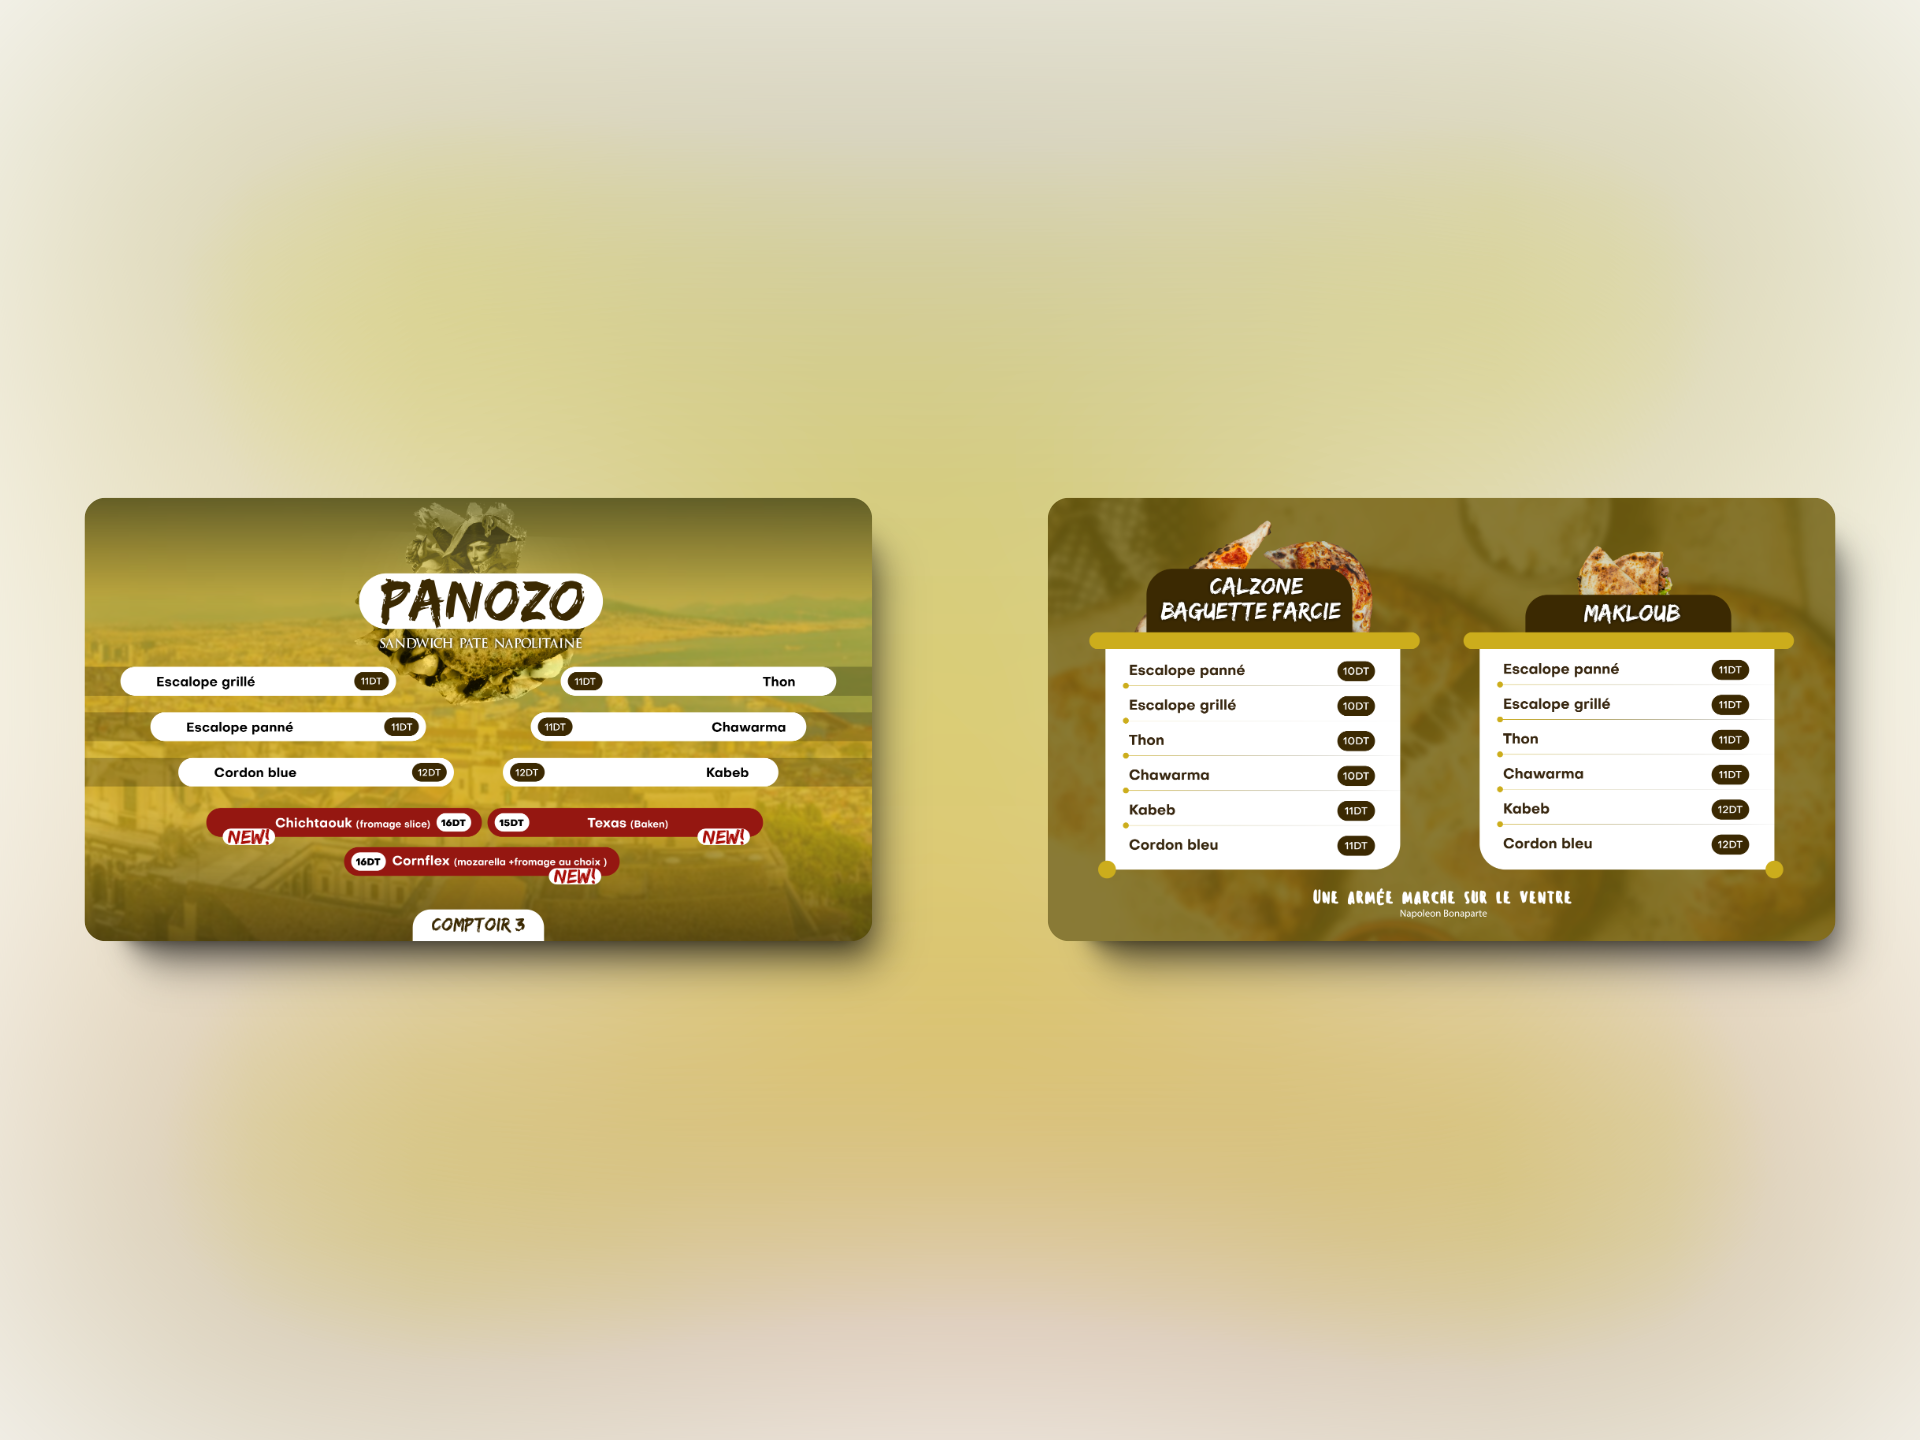 PANOZO
SANDWICH PATE NAPOLITAINE
Escalope grillé 11DT
11DT Thon
Escalope panné 11DT
11DT Chawarma
Cordon blue 12DT
12DT Kabeb
Chichtaouk (fromage slice) 16DT
NEW!
15DT Texas (Baken)
NEW!
16DT Cornflex (mozarella +fromage au choix )
NEW!
COMPTOIR 3
CALZONE
BAGUETTE FARCIE
Escalope panné 10DT
Escalope grillé 10DT
Thon 10DT
Chawarma 10DT
Kabeb 11DT
Cordon bleu 11DT
MAKLOUB
Escalope panné 11DT
Escalope grillé 11DT
Thon 11DT
Chawarma 11DT
Kabeb 12DT
Cordon bleu 12DT
UNE ARMÉE MARCHE SUR LE VENTRE
Napoleon Bonaparte